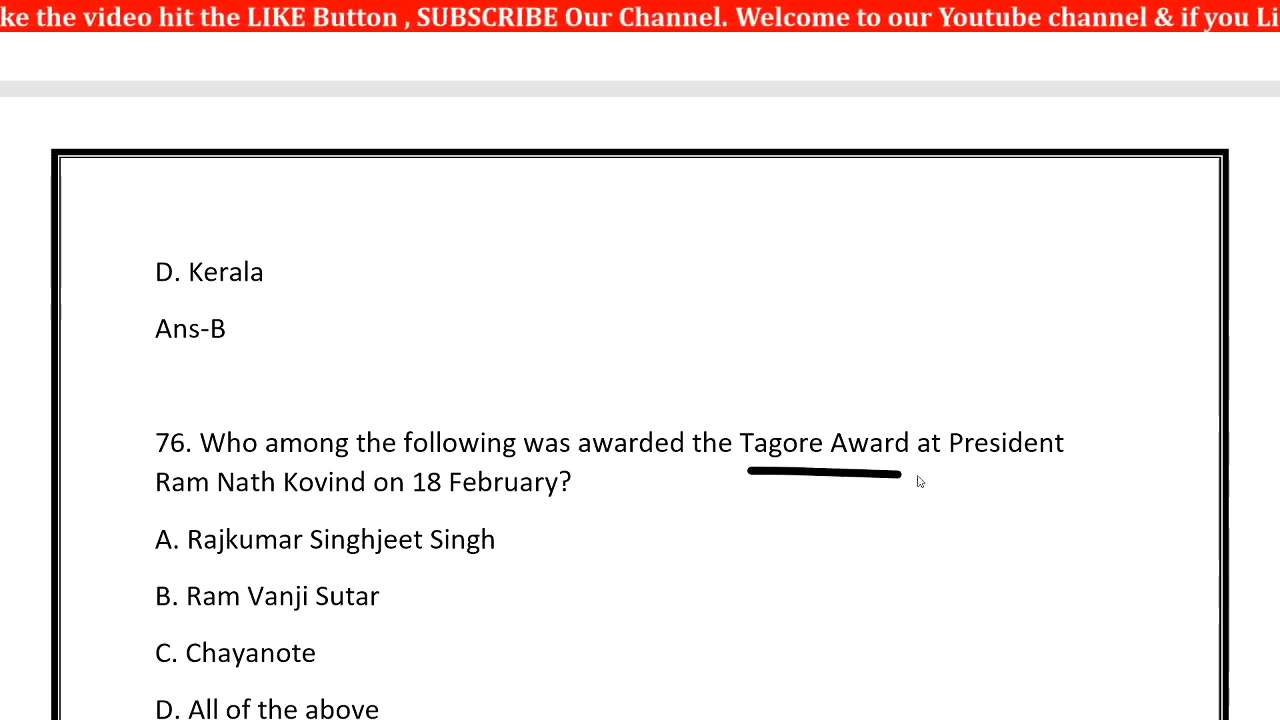 ke the video hit the LIKE Button , SUBSCRIBE Our Channel. Welcome to our Youtube channel & if you Li
D. Kerala
Ans-B
76. Who among the following was awarded the Tagore Award at President
Ram Nath Kovind on 18 February?
A. Rajkumar Singhjeet Singh
B. Ram Vanji Sutar
C. Chayanote
D. All of the above